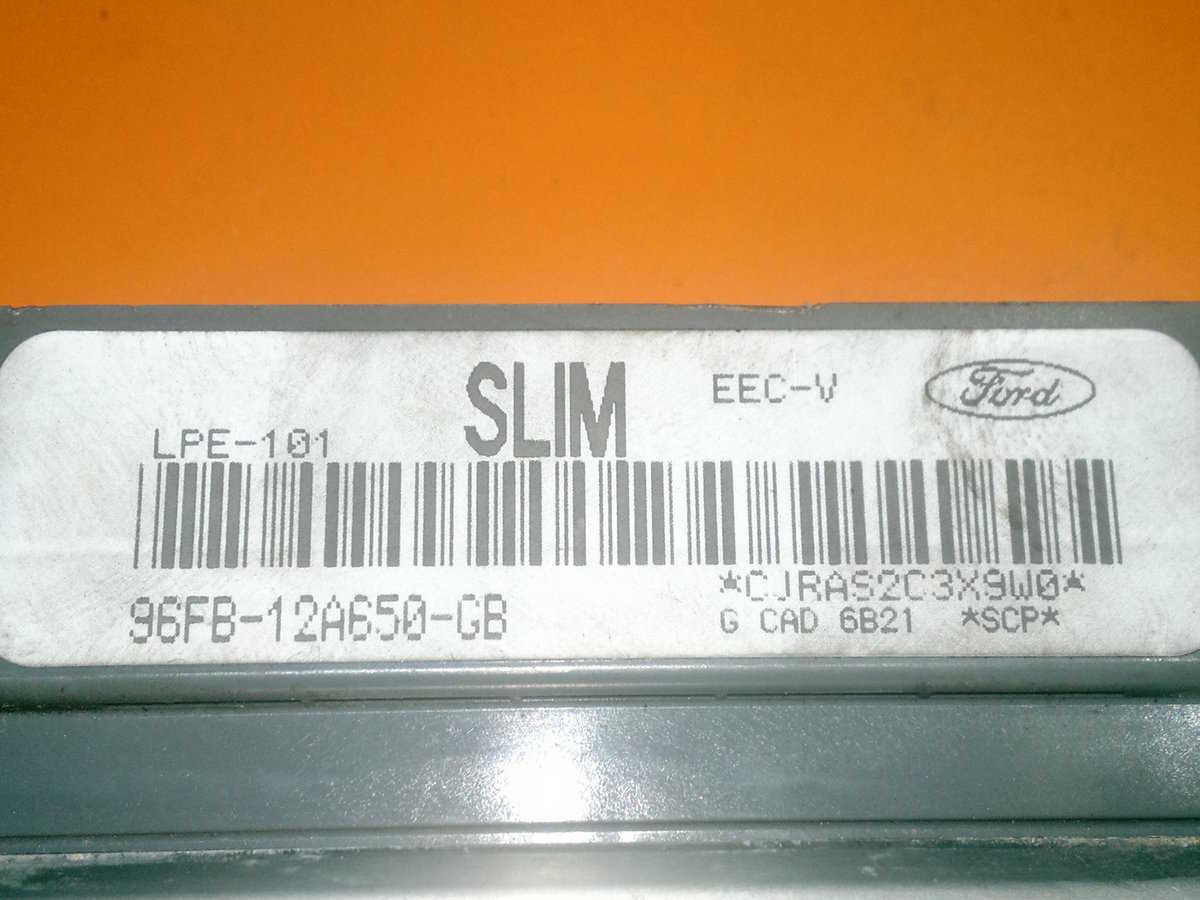 SLIM
EEC-V
Ford
LPE-101
*CJRAS2C3X9W0*
96FB-12A650-GB
G CAD 6B21 *SCP*